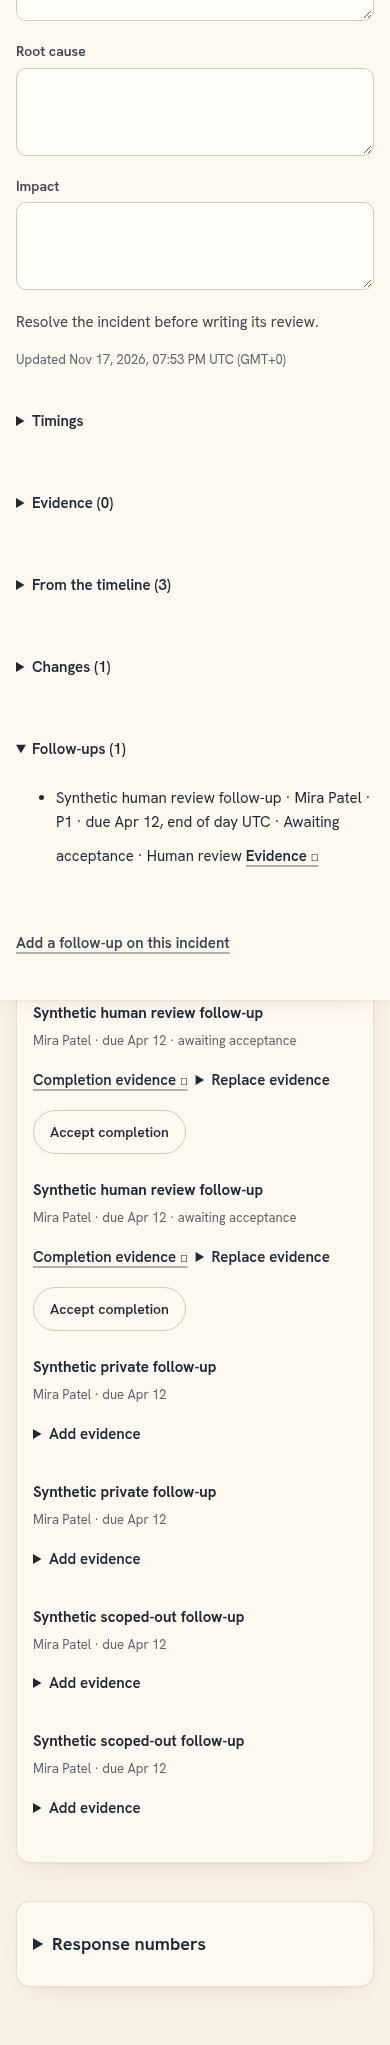 Root cause
Impact
Resolve the incident before writing its review.
Updated Nov 17, 2026, 07:53 PM UTC (GMT+0)
Timings
Evidence (0)
From the timeline (3)
Changes (1)
Follow-ups (1)
Synthetic human review follow-up · Mira Patel ·
P1 · due Apr 12, end of day UTC · Awaiting
acceptance · Human review Evidence
Add a follow-up on this incident
Synthetic human review follow-up
Mira Patel · due Apr 12 · awaiting acceptance
Completion evidence Replace evidence
Accept completion
Synthetic human review follow-up
Mira Patel · due Apr 12 · awaiting acceptance
Completion evidence Replace evidence
Accept completion
Synthetic private follow-up
Mira Patel · due Apr 12
Add evidence
Synthetic private follow-up
Mira Patel · due Apr 12
Add evidence
Synthetic scoped-out follow-up
Mira Patel · due Apr 12
Add evidence
Synthetic scoped-out follow-up
Mira Patel · due Apr 12
Add evidence
Response numbers